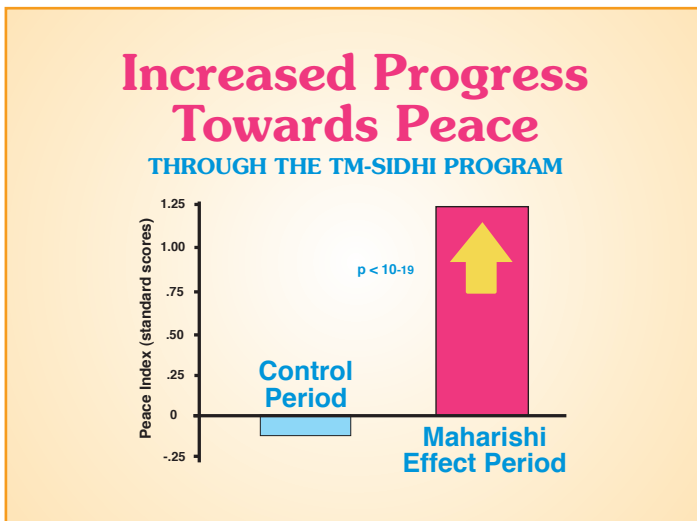 Increased Progress
Towards Peace
THROUGH THE TM-SIDHI PROGRAM
Peace Index (standard scores)
1.25
1.00
.75
.50
.25
0
-.25
p < 10-19
Control
Period
Maharishi
Effect Period